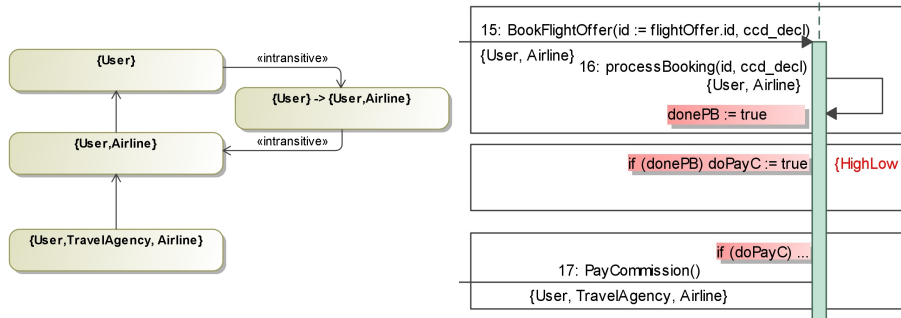 {User}
«intransitive»
{User} -> {User,Airline}
«intransitive»
{User,Airline}
{User,TravelAgency, Airline}
15: BookFlightOffer(id := flightOffer.id, ccd_decl)
{User, Airline}
16: processBooking(id, ccd_decl)
{User, Airline}
donePB := true
if (donePB) doPayC := true
{HighLow
if (doPayC) ...
17: PayCommission()
{User, TravelAgency, Airline}